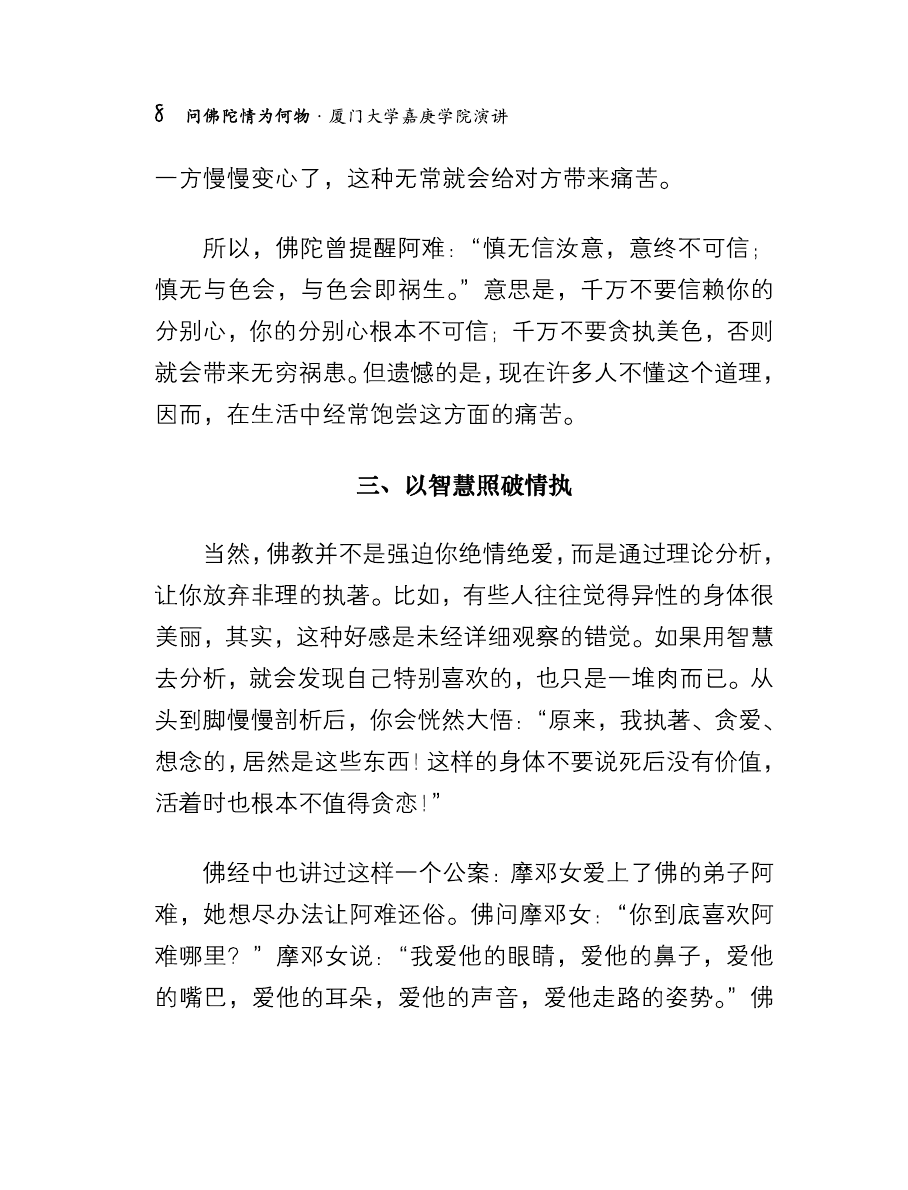 8 问佛陀情为何物·厦门大学嘉庚学院演讲
一方慢慢变心了，这种无常就会给对方带来痛苦。
所以，佛陀曾提醒阿难：“慎无信汝意，意终不可信；
慎无与色会，与色会即祸生。”意思是，千万不要信赖你的
分别心，你的分别心根本不可信；千万不要贪执美色，否则
就会带来无穷祸患。但遗憾的是，现在许多人不懂这个道理，
因而，在生活中经常饱尝这方面的痛苦。
三、以智慧照破情执
当然，佛教并不是强迫你绝情绝爱，而是通过理论分析，
让你放弃非理的执著。比如，有些人往往觉得异性的身体很
美丽，其实，这种好感是未经详细观察的错觉。如果用智慧
去分析，就会发现自己特别喜欢的，也只是一堆肉而已。从
头到脚慢慢剖析后，你会恍然大悟：“原来，我执著、贪爱、
想念的，居然是这些东西！这样的身体不要说死后没有价值，
活着时也根本不值得贪恋！”
佛经中也讲过这样一个公案：摩邓女爱上了佛的弟子阿
难，她想尽办法让阿难还俗。佛问摩邓女：“你到底喜欢阿
难哪里？”摩邓女说：“我爱他的眼睛，爱他的鼻子，爱他
的嘴巴，爱他的耳朵，爱他的声音，爱他走路的姿势。”佛